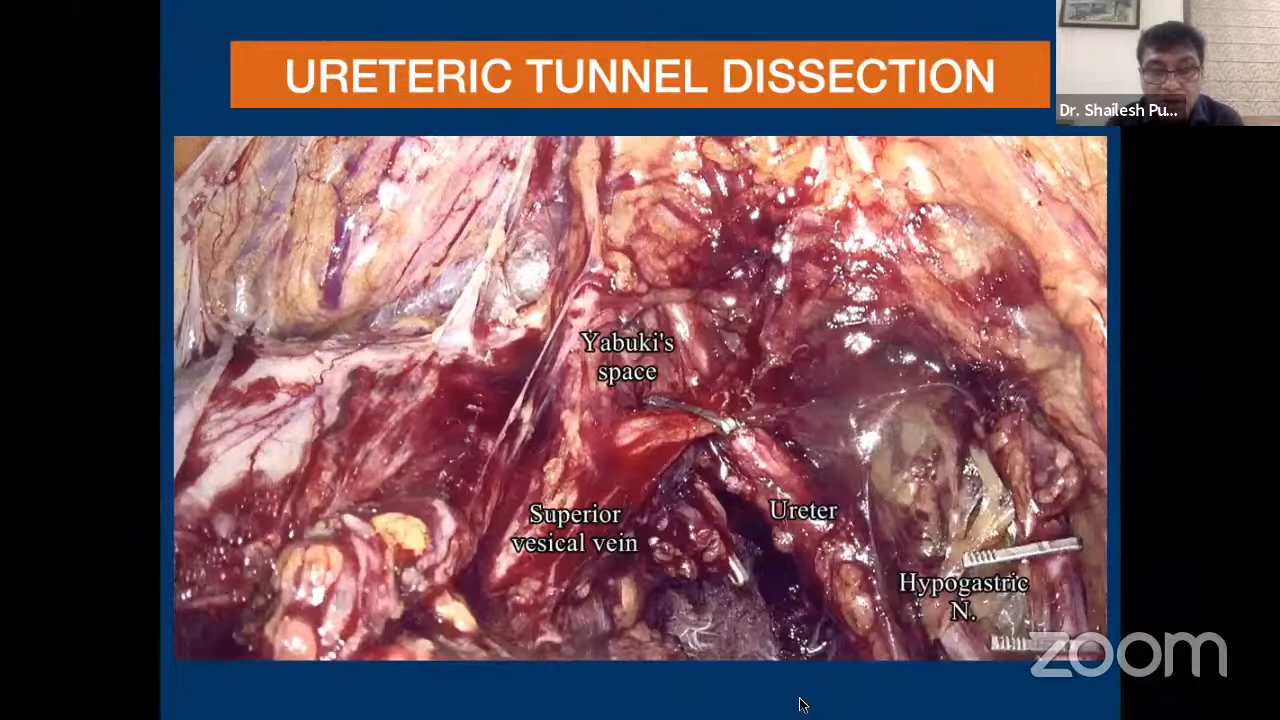 URETERIC TUNNEL DISSECTION
Dr. Shailesh Pu...
Yabuki's
space
Superior
vesical vein
Ureter
Hypogastric
N.
zoom